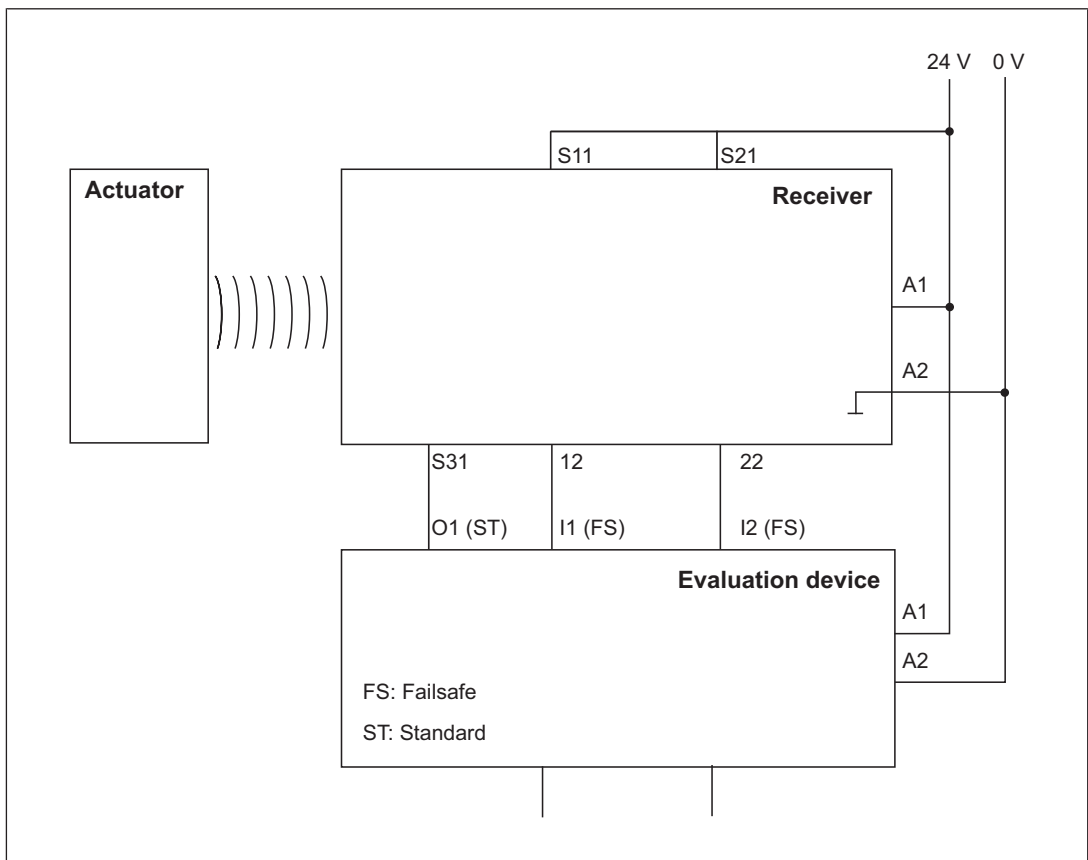 24 V 0 V
S11 S21
Actuator Receiver
A1
A2
S31 12 22
O1 (ST) I1 (FS) I2 (FS)
Evaluation device
A1
A2
FS: Failsafe
ST: Standard